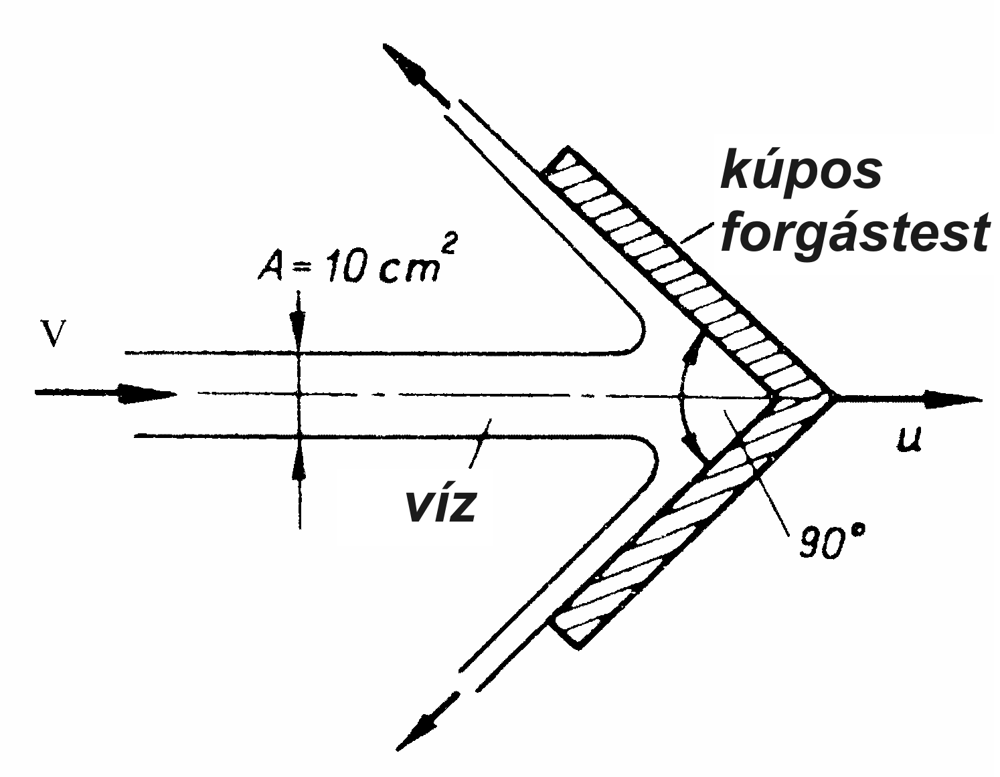 kúpos
forgástest
A = 10 cm²
V
u
víz
90°